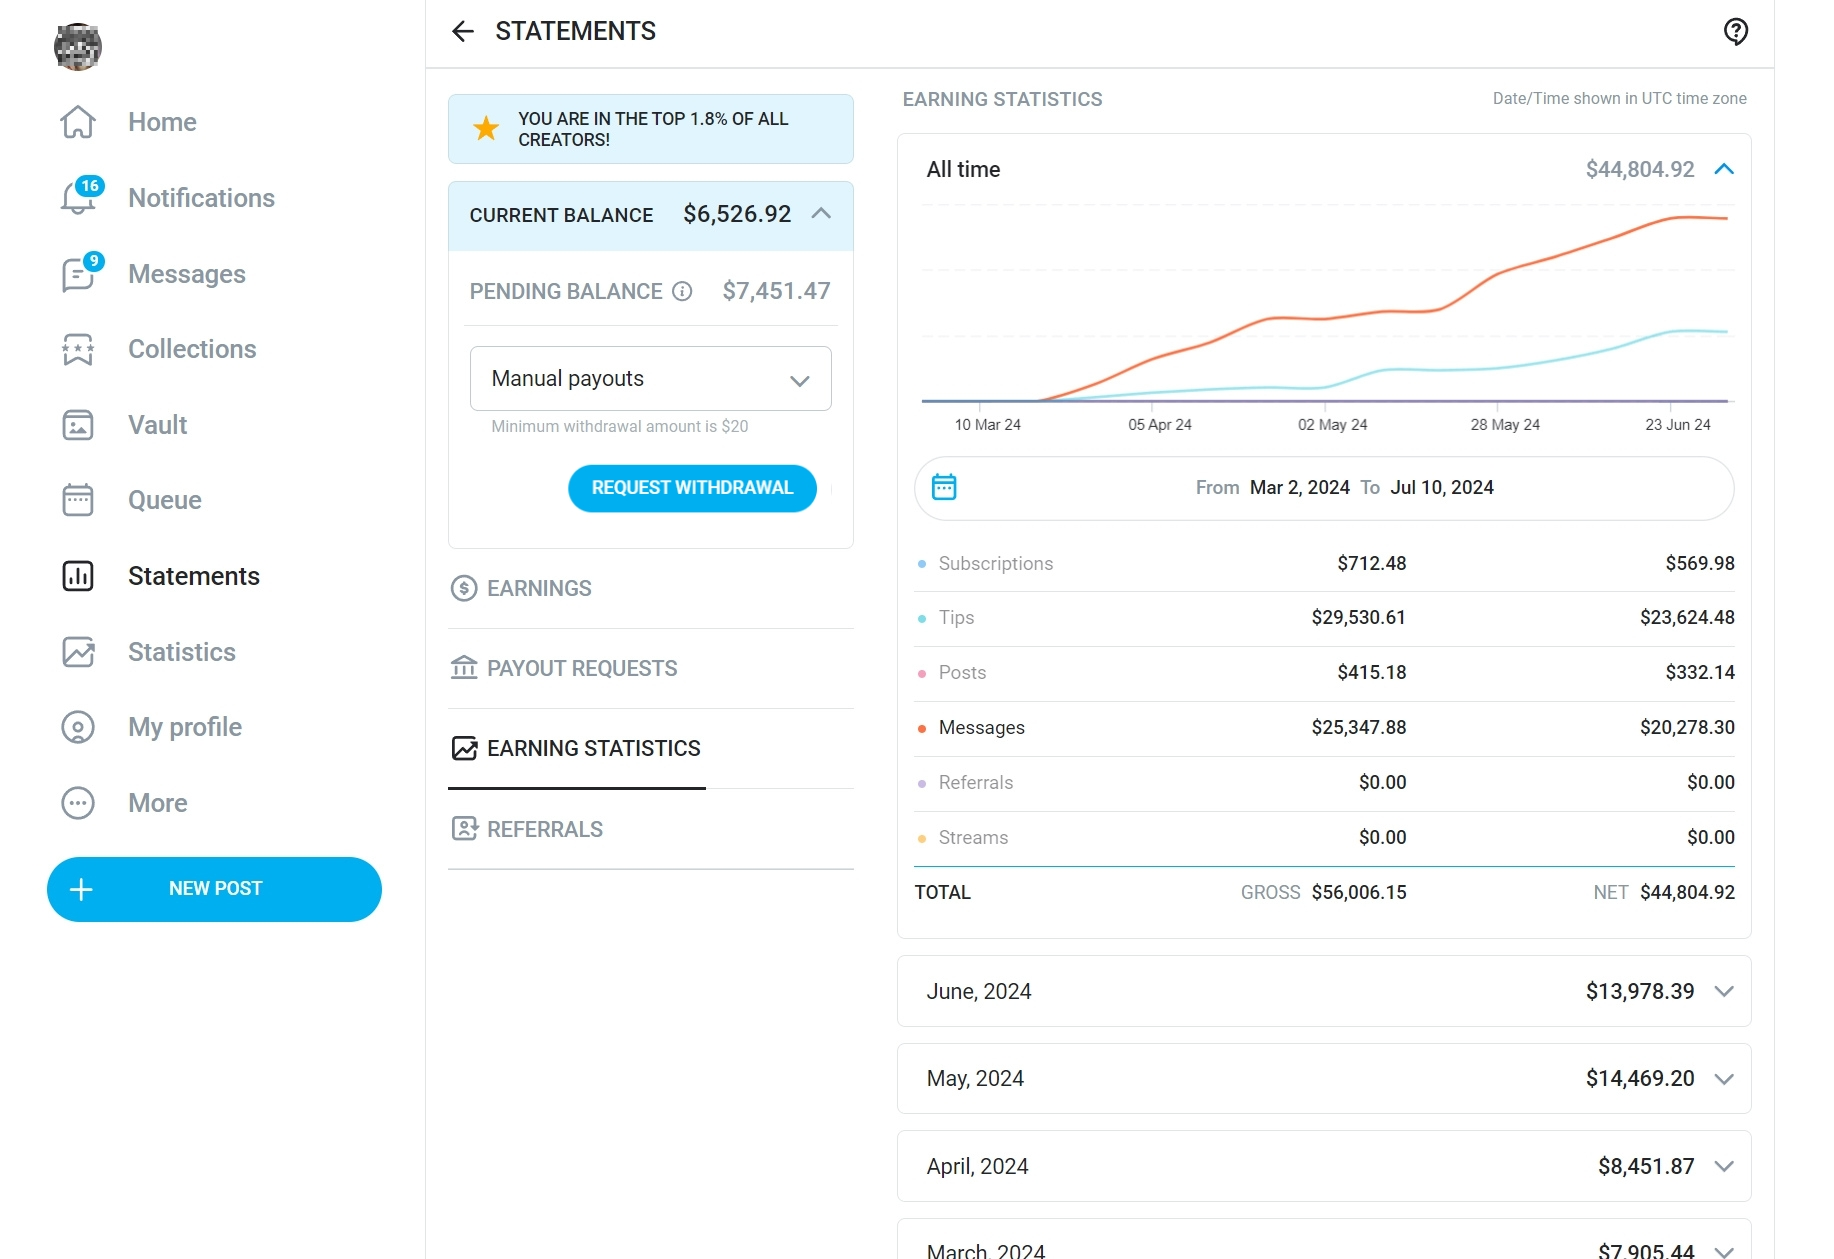 STATEMENTS
Home
16
Notifications
9
Messages
Collections
Vault
Queue
Statements
Statistics
My profile
More
NEW POST
YOU ARE IN THE TOP 1.8% OF ALL
CREATORS!
CURRENT BALANCE $6,526.92
PENDING BALANCE $7,451.47
Manual payouts
Minimum withdrawal amount is $20
REQUEST WITHDRAWAL
EARNINGS
PAYOUT REQUESTS
EARNING STATISTICS
REFERRALS
EARNING STATISTICS Date/Time shown in UTC time zone
All time $44,804.92
10 Mar 24 05 Apr 24 02 May 24 28 May 24 23 Jun 24
From Mar 2, 2024 To Jul 10, 2024
Subscriptions $712.48 $569.98
Tips $29,530.61 $23,624.48
Posts $415.18 $332.14
Messages $25,347.88 $20,278.30
Referrals $0.00 $0.00
Streams $0.00 $0.00
TOTAL GROSS $56,006.15 NET $44,804.92
June, 2024 $13,978.39
May, 2024 $14,469.20
April, 2024 $8,451.87
March, 2024 $7,905.44